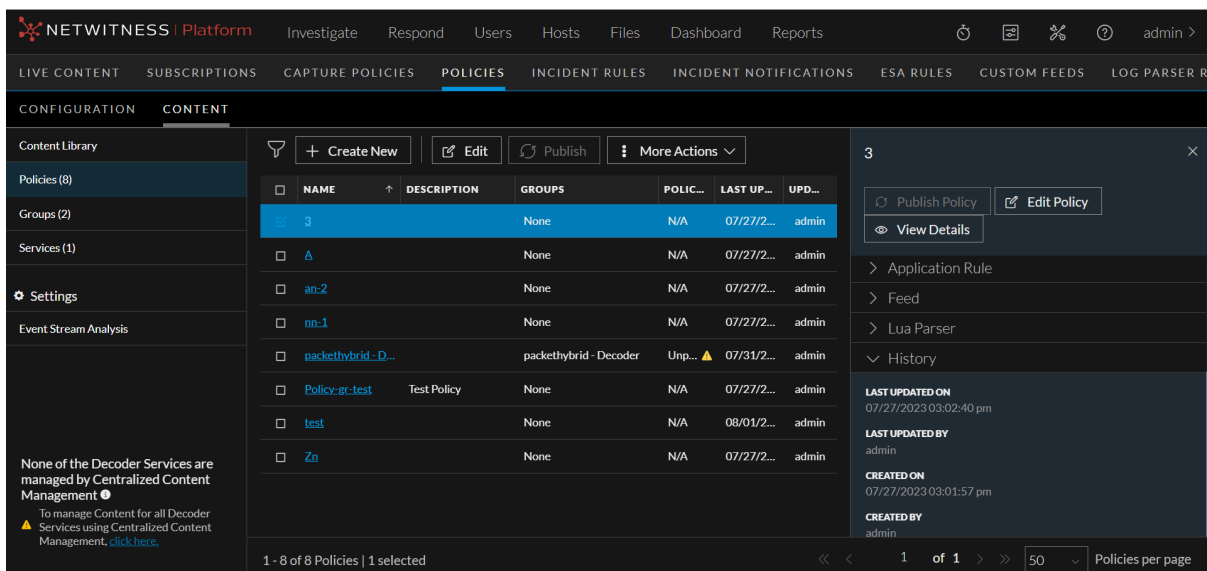 NETWITNESS Platform Investigate Respond Users Hosts Files Dashboard Reports admin >
LIVE CONTENT SUBSCRIPTIONS CAPTURE POLICIES POLICIES INCIDENT RULES INCIDENT NOTIFICATIONS ESA RULES CUSTOM FEEDS LOG PARSER R
CONFIGURATION CONTENT
Content Library
Policies (8)
Groups (2)
Services (1)
Settings
Event Stream Analysis
None of the Decoder Services are
managed by Centralized Content
Management
To manage Content for all Decoder
Services using Centralized Content
Management, click here.
+ Create New Edit Publish More Actions
NAME ↑ DESCRIPTION GROUPS POLIC... LAST UP... UPD...
3 None N/A 07/27/2... admin
A None N/A 07/27/2... admin
an-2 None N/A 07/27/2... admin
nn-1 None N/A 07/27/2... admin
packethybrid - D... packethybrid - Decoder Unp... 07/31/2... admin
Policy-gr-test Test Policy None N/A 07/27/2... admin
test None N/A 08/01/2... admin
Zn None N/A 07/27/2... admin
1 - 8 of 8 Policies | 1 selected
3
Publish Policy Edit Policy
View Details
Application Rule
Feed
Lua Parser
History
LAST UPDATED ON
07/27/2023 03:02:40 pm
LAST UPDATED BY
admin
CREATED ON
07/27/2023 03:01:57 pm
CREATED BY
admin
<< < 1 of 1 > >> 50 Policies per page